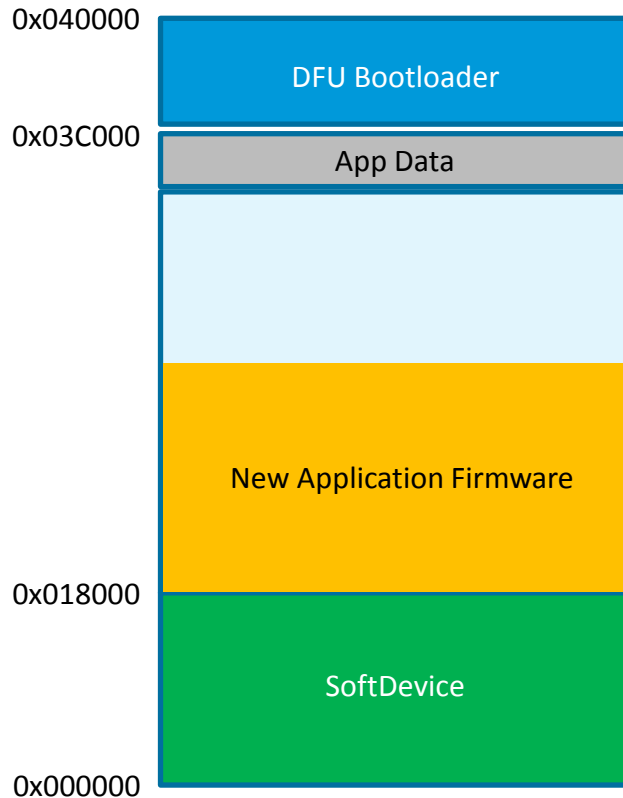 0x040000
DFU Bootloader
0x03C000
App Data
New Application Firmware
0x018000
SoftDevice
0x000000